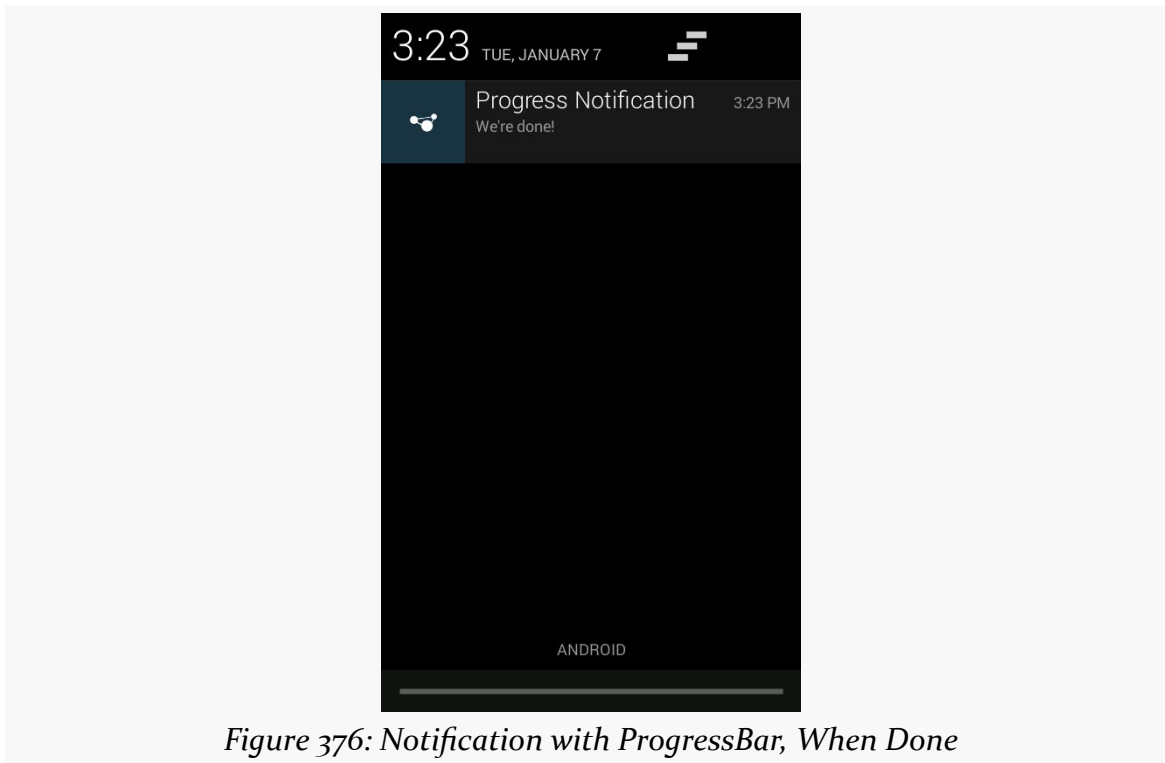 3:23 TUE, JANUARY 7
Progress Notification 3:23 PM
We're done!
ANDROID
Figure 376: Notification with ProgressBar, When Done